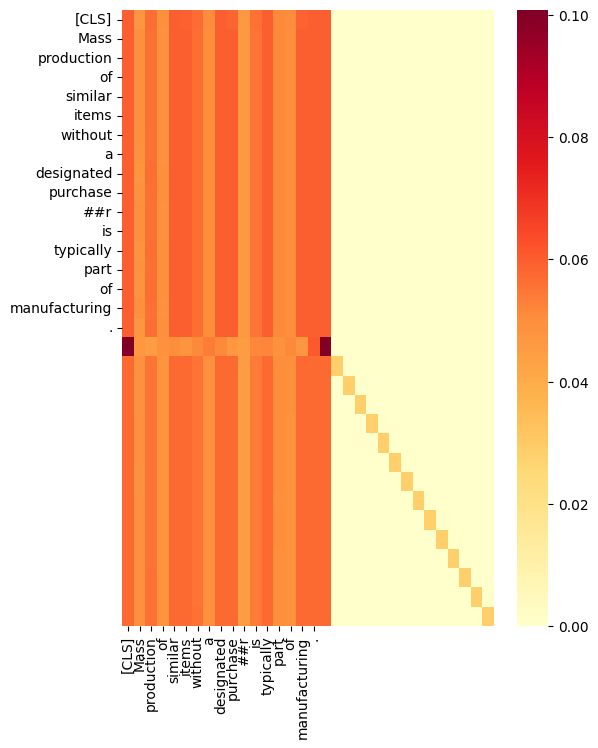 [CLS]
Mass
production
of
similar
items
without
a
designated
purchase
##r
is
typically
part
of
manufacturing
.
0.10
0.08
0.06
0.04
0.02
0.00
[CLS]
Mass
production
of
similar
items
without
a
designated
purchase
##r
is
typically
part
of
manufacturing
.